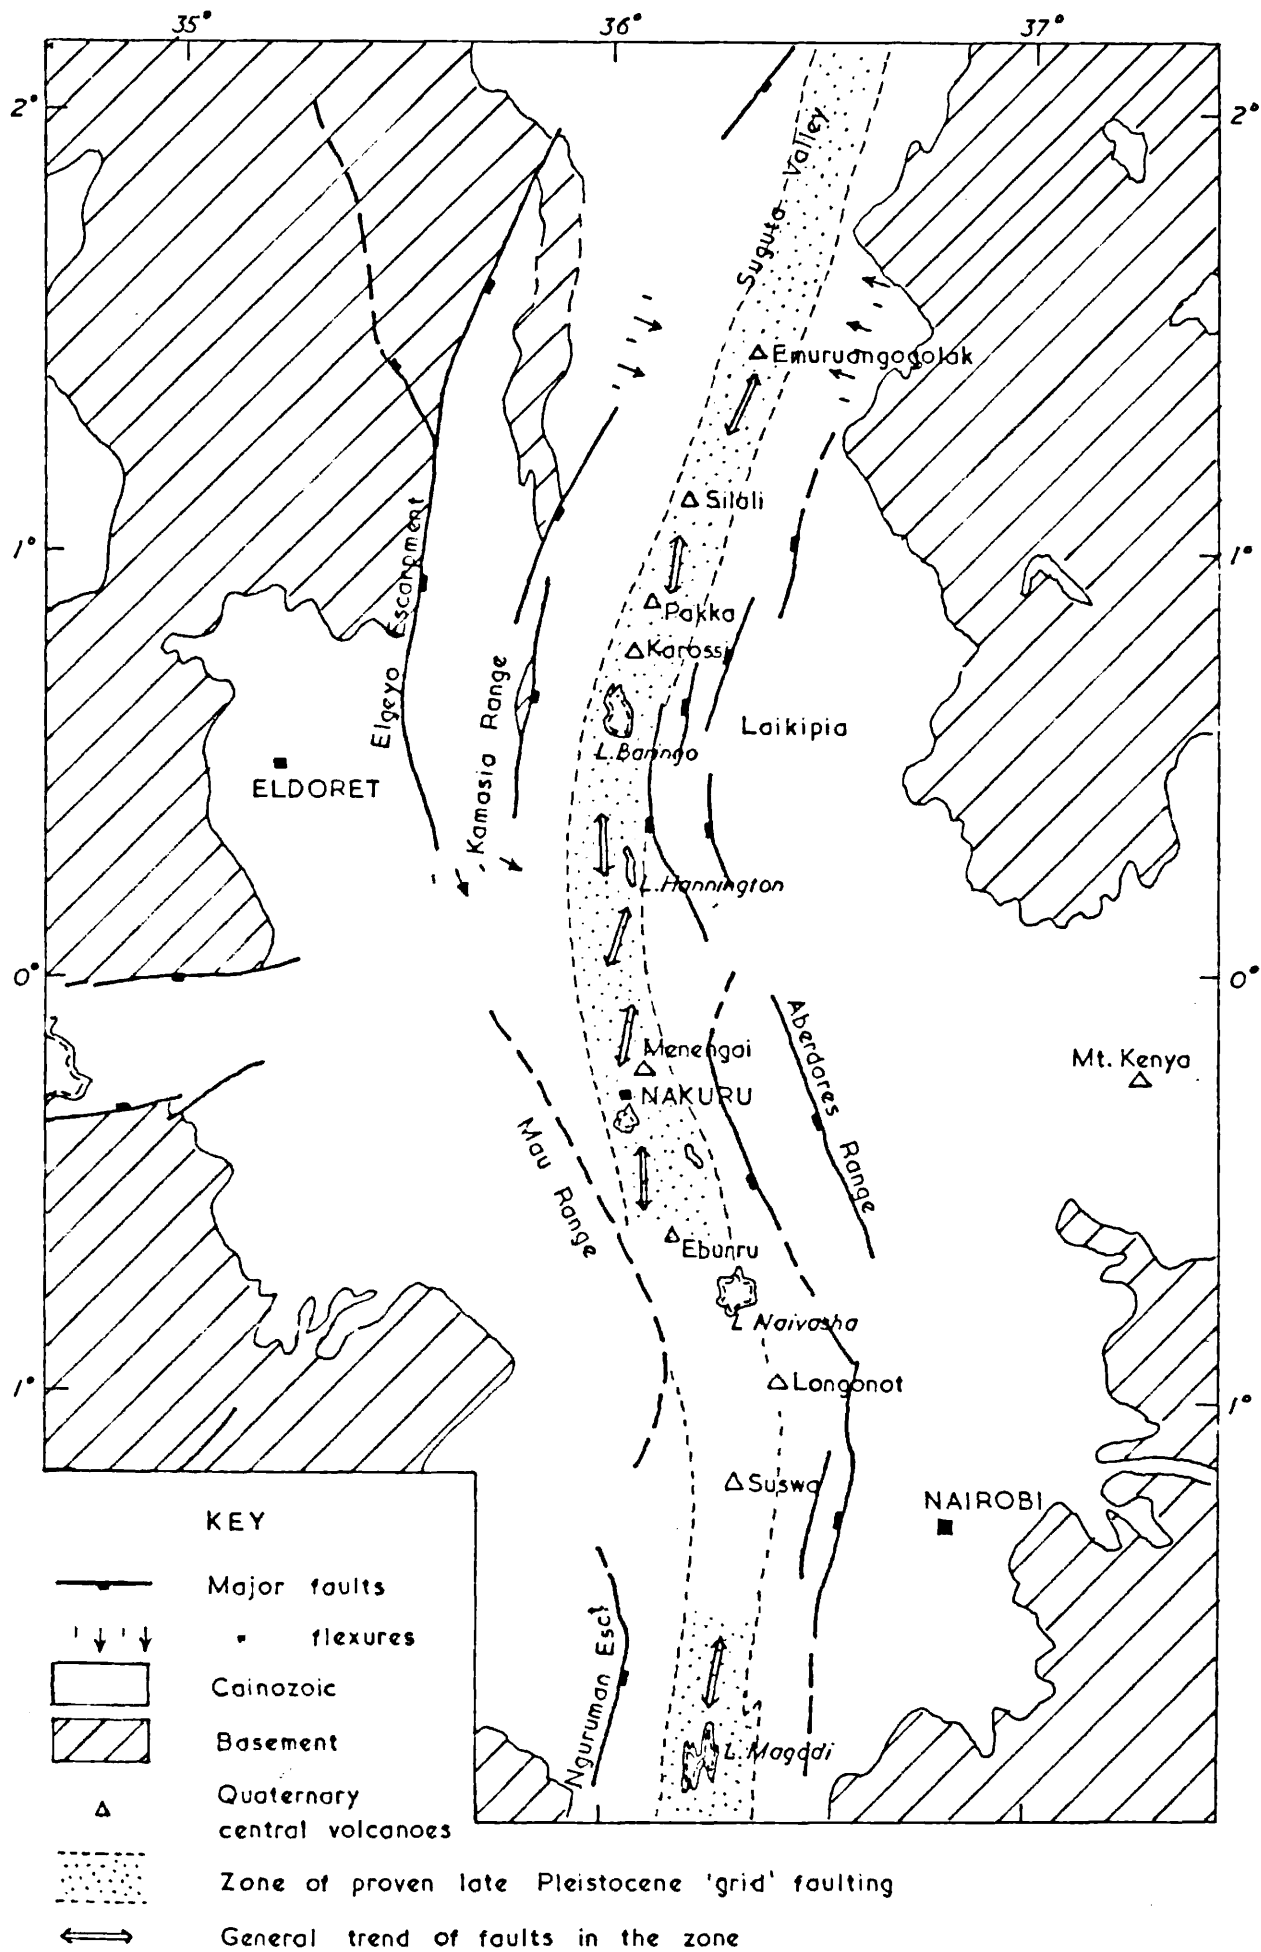 35° 36° 37°
2° 2°
Suguta Valley
Emuruangogolak
Silali
Elgeyo Escarpment
1° 1°
Pakka
Karossi
Kamasia Range
Laikipia
L. Baringo
ELDORET
L. Hannington
0° 0°
Aberdares Range
Menengai
Mt. Kenya
NAKURU
Mau Range
Eburru
L Naivasha
1° 1°
Longonot
Suswa
NAIROBI
Nguruman Esct
L. Magadi
KEY
Major faults
" flexures
Cainozoic
Basement
Quaternary
central volcanoes
Zone of proven late Pleistocene 'grid' faulting
General trend of faults in the zone